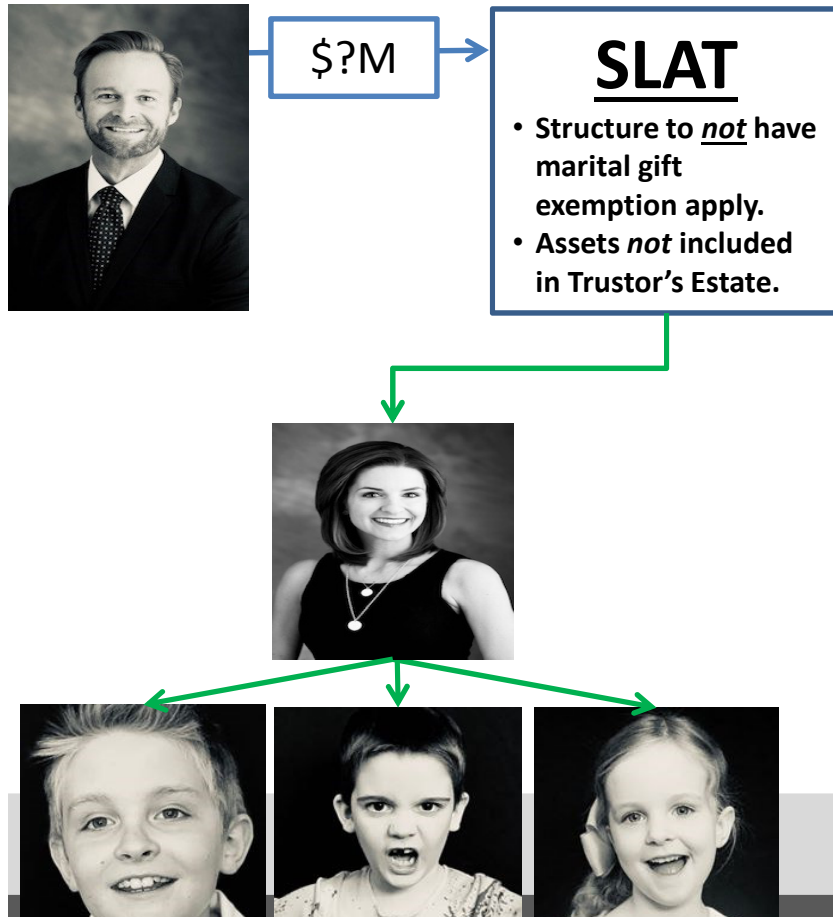 $?M
SLAT
• Structure to not have
marital gift
exemption apply.
• Assets not included
in Trustor’s Estate.